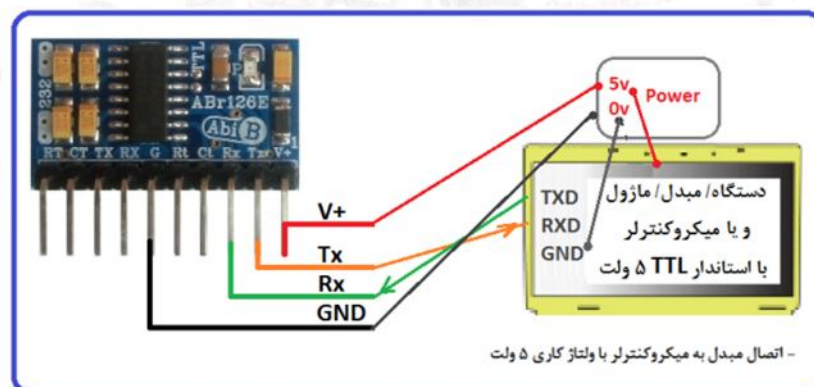 232
TTL
P
ABr126E
Abi B
1
RT CT TX RX G Rt Ct Rx Tx V+
V+
Tx
Rx
GND
5v
0v
Power
TXD
RXD
GND
دستگاه/ مبدل/ ماژول
و یا میکروکنترلر
با استاندار TTL ۵ ولت
- اتصال مبدل به میکروکنترلر با ولتاژ کاری ۵ ولت